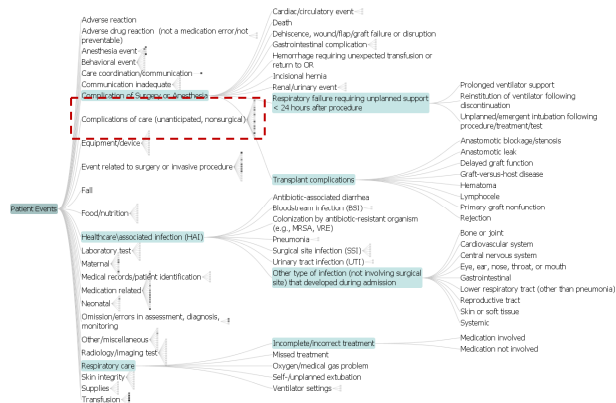 Patient Events
Adverse reaction
Adverse drug reaction (not a medication error/not
preventable)
Anesthesia event
Behavioral event
Care coordination/communication
Communication inadequate
Complication of Surgery or Anesthesia
Complications of care (unanticipated, nonsurgical)
Equipment/device
Event related to surgery or invasive procedure
Fall
Food/nutrition
Healthcare\associated infection (HAI)
Laboratory test
Maternal
Medical records/patient identification
Medication related
Neonatal
Omission/errors in assessment, diagnosis,
monitoring
Other/miscellaneous
Radiology/imaging test
Respiratory care
Skin integrity
Supplies
Transfusion
Cardiac/circulatory event
Death
Dehiscence, wound/flap/graft failure or disruption
Gastrointestinal complication
Hemorrhage requiring unexpected transfusion or
return to OR
Incisional hernia
Renal/urinary event
Respiratory failure requiring unplanned support
< 24 hours after procedure
Transplant complications
Antibiotic-associated diarrhea
Bloodstream infection (BSI)
Colonization by antibiotic-resistant organism
(e.g., MRSA, VRE)
Pneumonia
Surgical site infection (SSI)
Urinary tract infection (UTI)
Other type of infection (not involving surgical
site) that developed during admission
Incomplete/incorrect treatment
Missed treatment
Oxygen/medical gas problem
Self-/unplanned extubation
Ventilator settings
Prolonged ventilator support
Reinstitution of ventilator following
discontinuation
Unplanned/emergent intubation following
procedure/treatment/test
Anastomotic blockage/stenosis
Anastomotic leak
Delayed graft function
Graft-versus-host disease
Hematoma
Lymphocele
Primary graft nonfunction
Rejection
Bone or joint
Cardiovascular system
Central nervous system
Eye, ear, nose, throat, or mouth
Gastrointestinal
Lower respiratory tract (other than pneumonia)
Reproductive tract
Skin or soft tissue
Systemic
Medication involved
Medication not involved